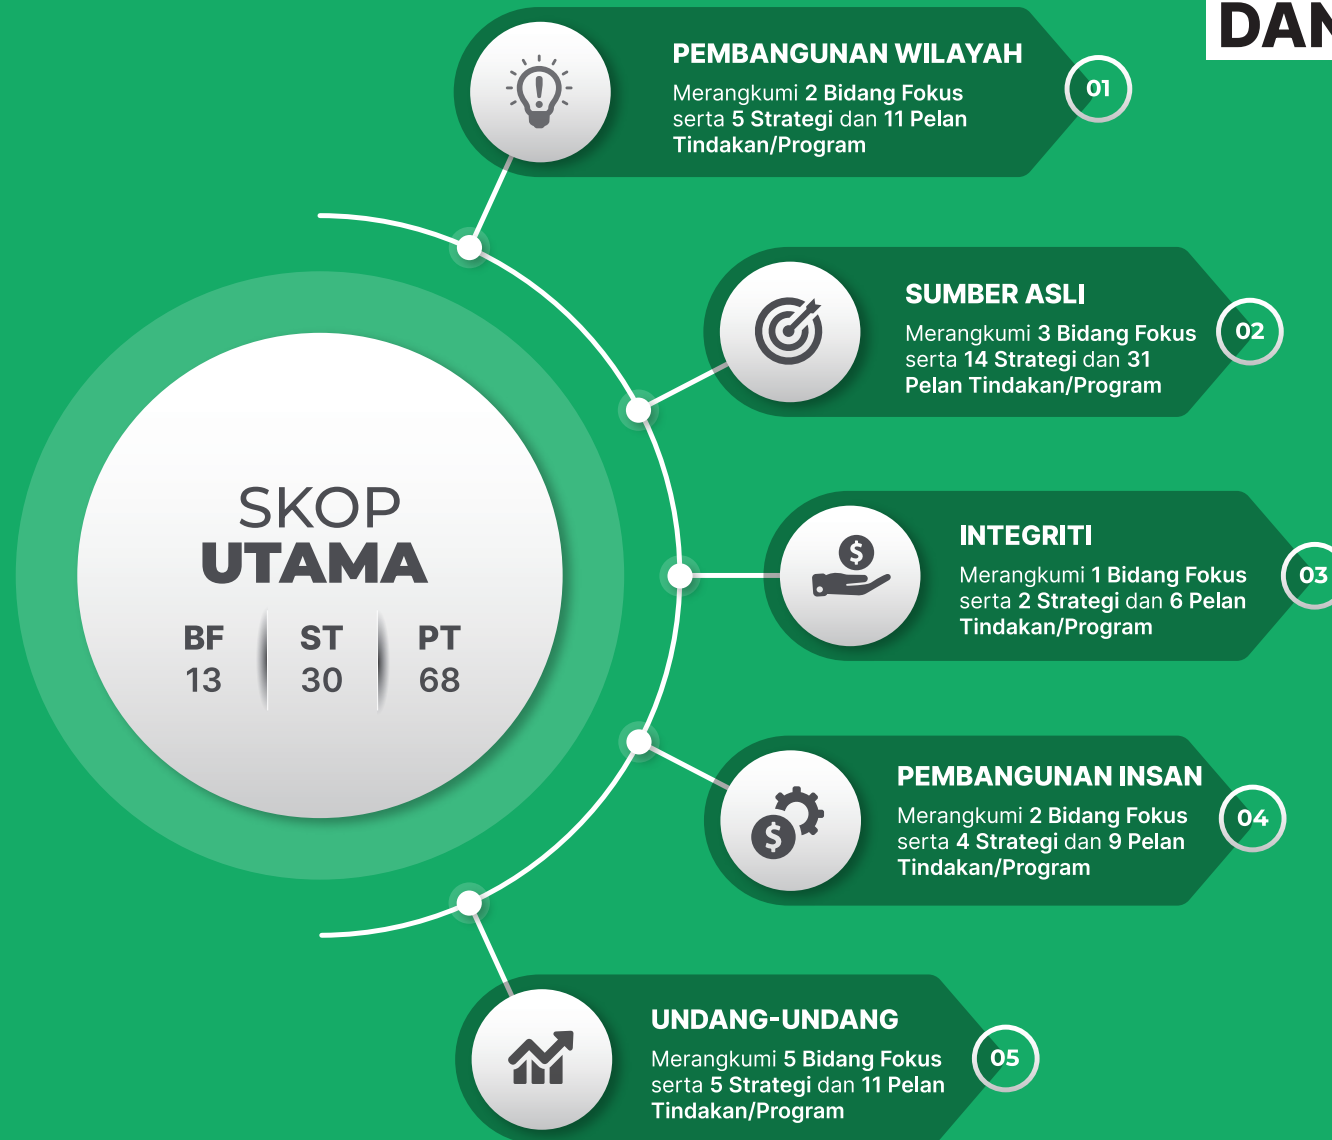 DAN
PEMBANGUNAN WILAYAH
Merangkumi 2 Bidang Fokus
serta 5 Strategi dan 11 Pelan
Tindakan/Program
01
SUMBER ASLI
Merangkumi 3 Bidang Fokus
serta 14 Strategi dan 31
Pelan Tindakan/Program
02
SKOP
UTAMA
BF ST PT
13 30 68
INTEGRITI
Merangkumi 1 Bidang Fokus
serta 2 Strategi dan 6 Pelan
Tindakan/Program
03
PEMBANGUNAN INSAN
Merangkumi 2 Bidang Fokus
serta 4 Strategi dan 9 Pelan
Tindakan/Program
04
UNDANG-UNDANG
Merangkumi 5 Bidang Fokus
serta 5 Strategi dan 11 Pelan
Tindakan/Program
05